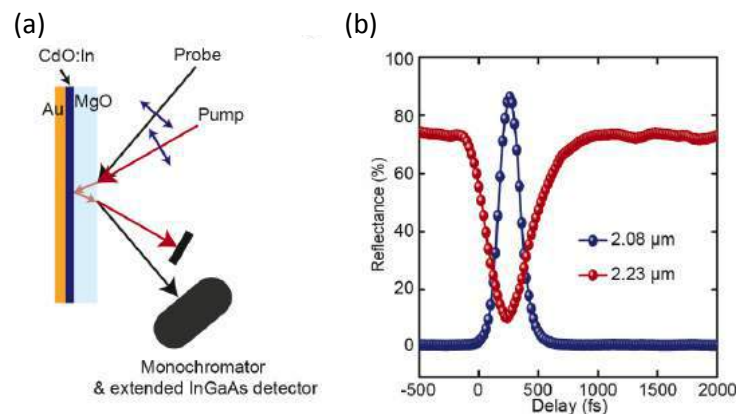 (a)
CdO:In
Au
MgO
Probe
Pump
Monochromator
& extended InGaAs detector
(b)
Reflectance (%)
100
80
60
40
20
0
2.08 µm
2.23 µm
-500 0 500 1000 1500 2000
Delay (fs)